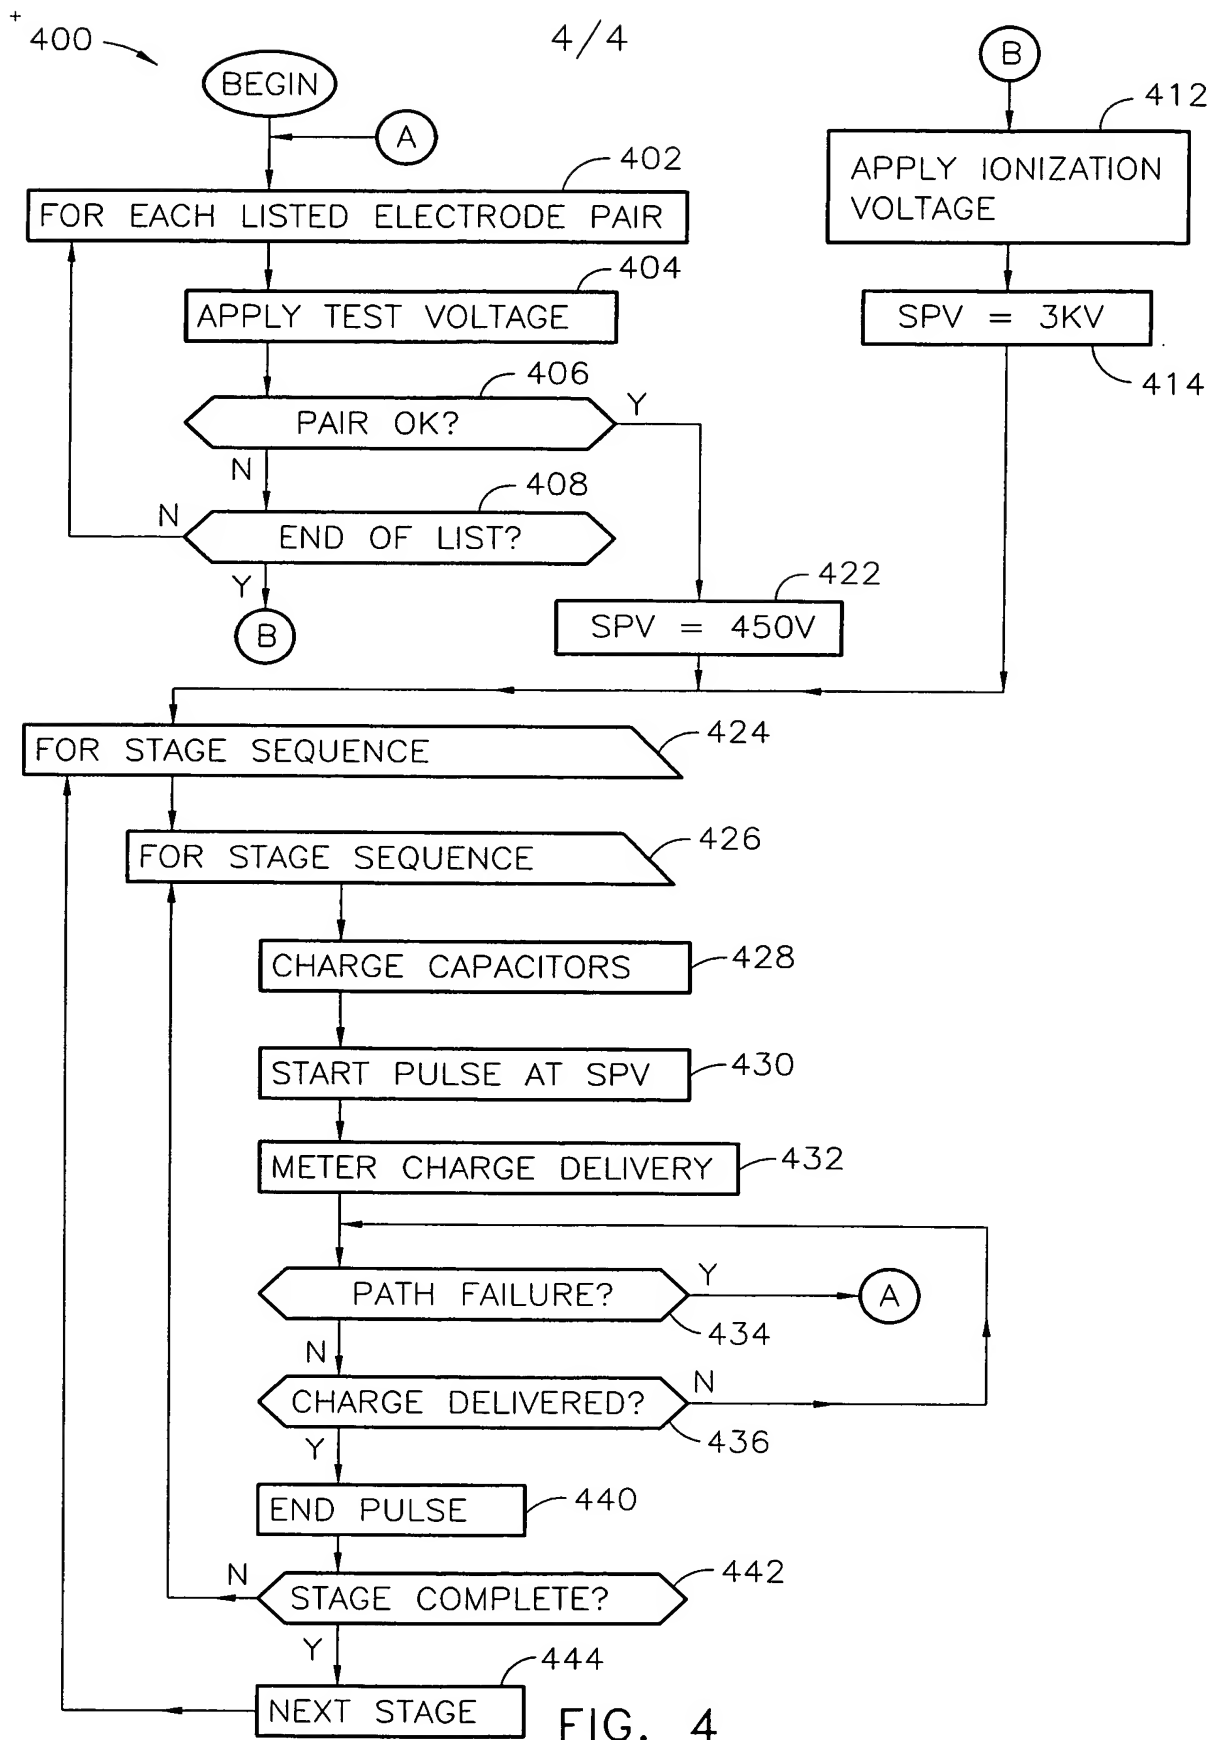 +
400
4/4
BEGIN
A
402
FOR EACH LISTED ELECTRODE PAIR
404
APPLY TEST VOLTAGE
406
PAIR OK?
Y
N
408
N
END OF LIST?
Y
B
B
412
APPLY IONIZATION
VOLTAGE
SPV = 3KV
414
422
SPV = 450V
FOR STAGE SEQUENCE
424
FOR STAGE SEQUENCE
426
CHARGE CAPACITORS
428
START PULSE AT SPV
430
METER CHARGE DELIVERY
432
PATH FAILURE?
Y
A
434
N
CHARGE DELIVERED?
N
436
Y
END PULSE
440
N
STAGE COMPLETE?
442
Y
444
NEXT STAGE
FIG. 4